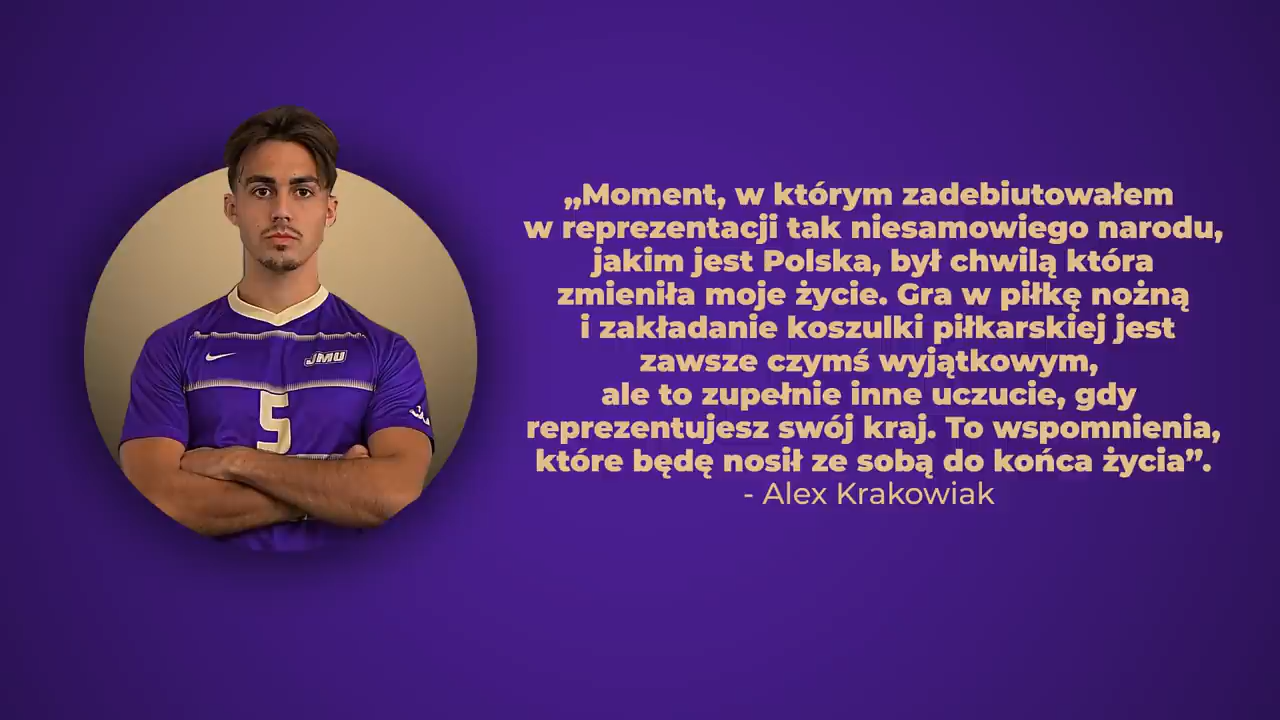 JMU
5
„Moment, w którym zadebiutowałem
w reprezentacji tak niesamowiego narodu,
jakim jest Polska, był chwilą która
zmieniła moje życie. Gra w piłkę nożną
i zakładanie koszulki piłkarskiej jest
zawsze czymś wyjątkowym,
ale to zupełnie inne uczucie, gdy
reprezentujesz swój kraj. To wspomnienia,
które będę nosił ze sobą do końca życia”.
- Alex Krakowiak